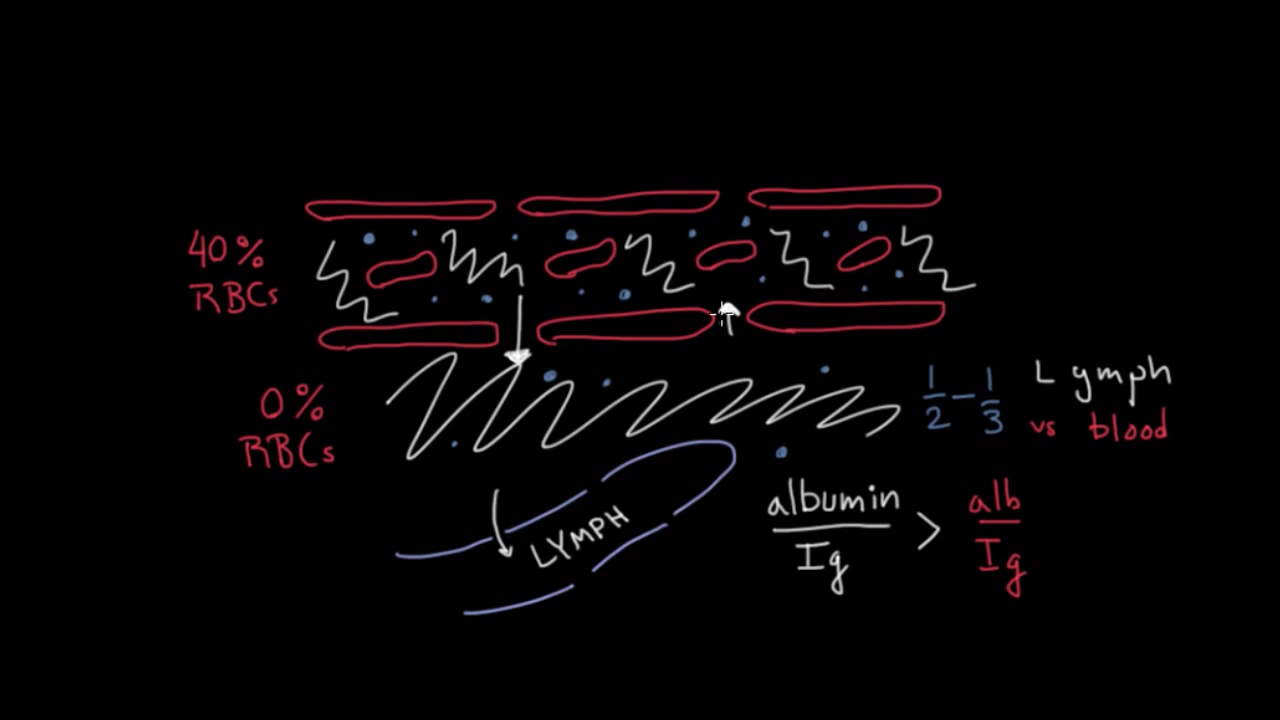 40%
RBCs
0%
RBCs
1/2 - 1/3
Lymph
vs blood
LYMPH
albumin/Ig > alb/Ig